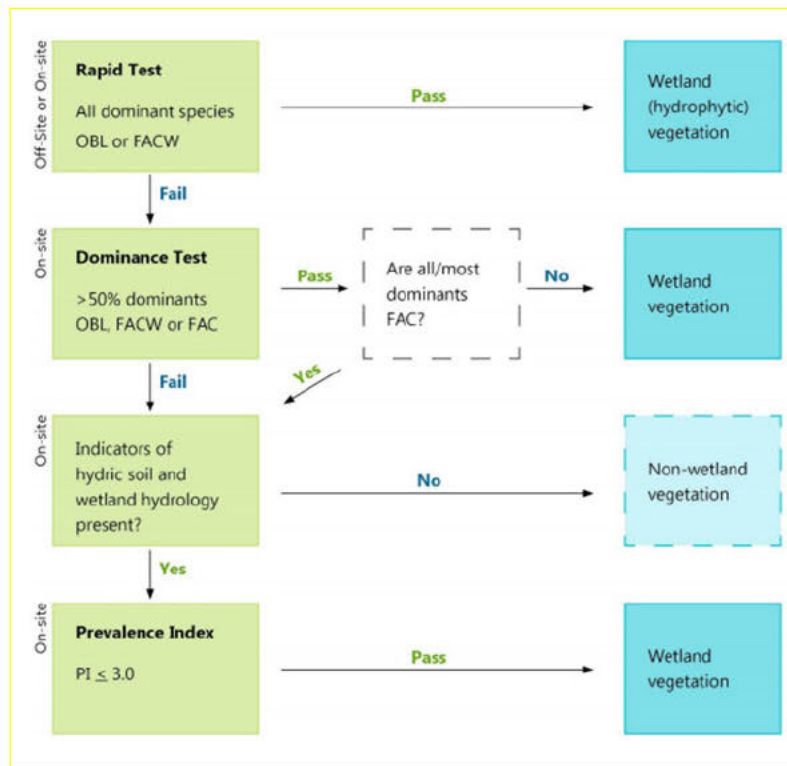 Off-Site or On-site
Rapid Test
All dominant species
OBL or FACW
Pass
Wetland
(hydrophytic)
vegetation
Fail
On-site
Dominance Test
>50% dominants
OBL, FACW or FAC
Pass
Are all/most
dominants
FAC?
No
Wetland
vegetation
Fail
Yes
On-site
Indicators of
hydric soil and
wetland hydrology
present?
No
Non-wetland
vegetation
Yes
On-site
Prevalence Index
PI ≤ 3.0
Pass
Wetland
vegetation